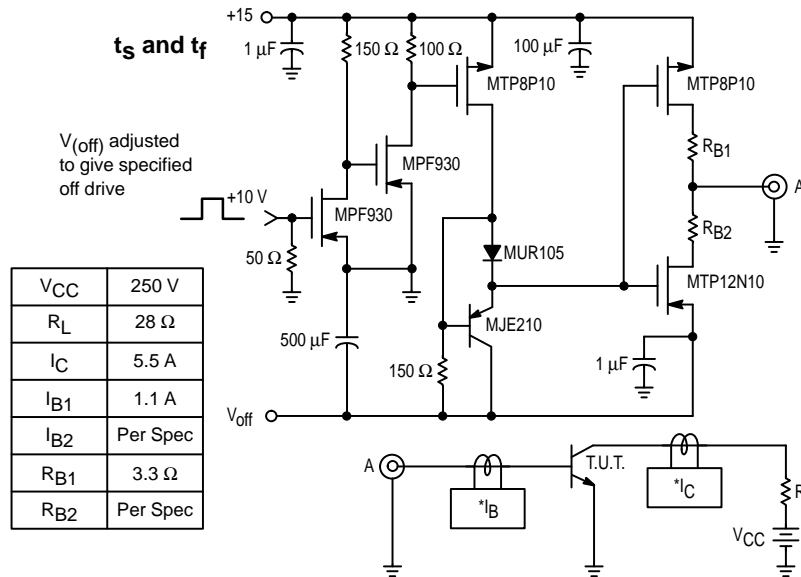 t_s and t_f
+15
1 µF
150 Ω
100 Ω
MTP8P10
100 µF
MTP8P10
V_(off) adjusted
to give specified
off drive
MPF930
R_B1
A
+10 V
MPF930
R_B2
50 Ω
MUR105
MTP12N10
V_CC 250 V
R_L 28 Ω
I_C 5.5 A
I_B1 1.1 A
I_B2 Per Spec
R_B1 3.3 Ω
R_B2 Per Spec
500 µF
MJE210
150 Ω
1 µF
V_off
A
*I_B
T.U.T.
*I_C
R
V_CC